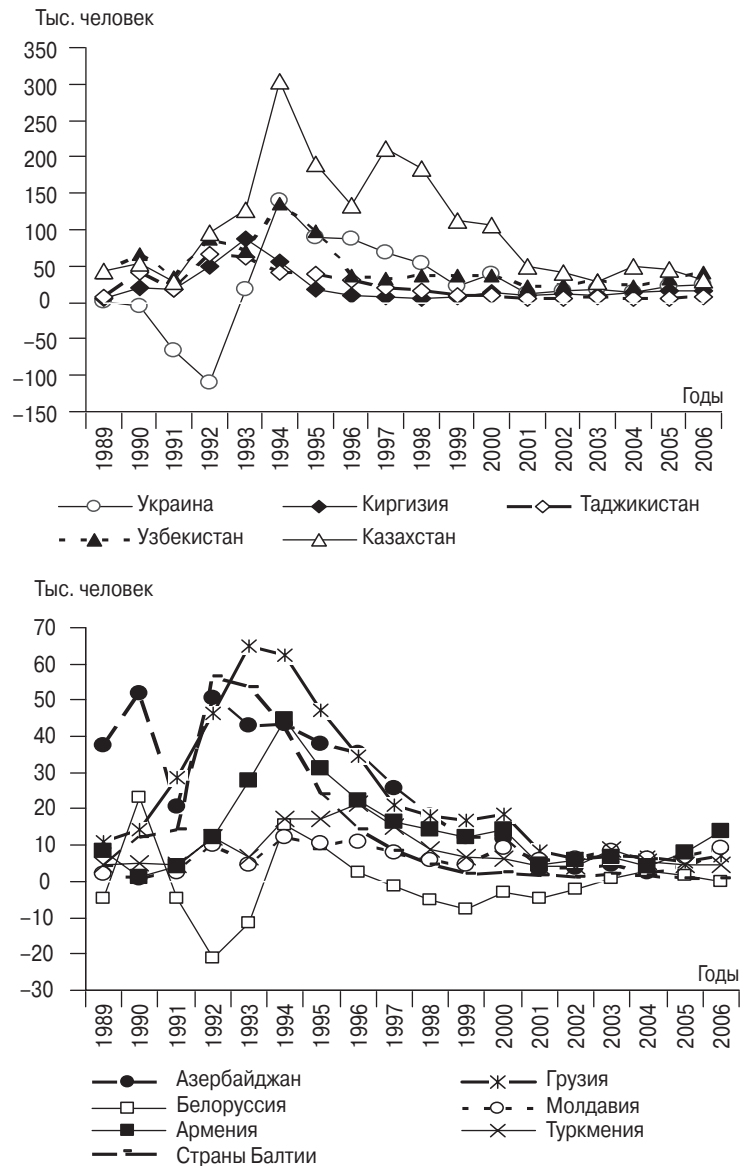 Тыс. человек
350
300
250
200
150
100
50
0
−50
−100
−150
Годы
1989 1990 1991 1992 1993 1994 1995 1996 1997 1998 1999 2000 2001 2002 2003 2004 2005 2006
Украина Киргизия Таджикистан
Узбекистан Казахстан
Тыс. человек
70
60
50
40
30
20
10
0
−10
−20
−30
Годы
1989 1990 1991 1992 1993 1994 1995 1996 1997 1998 1999 2000 2001 2002 2003 2004 2005 2006
Азербайджан Грузия
Белоруссия Молдавия
Армения Туркмения
Страны Балтии